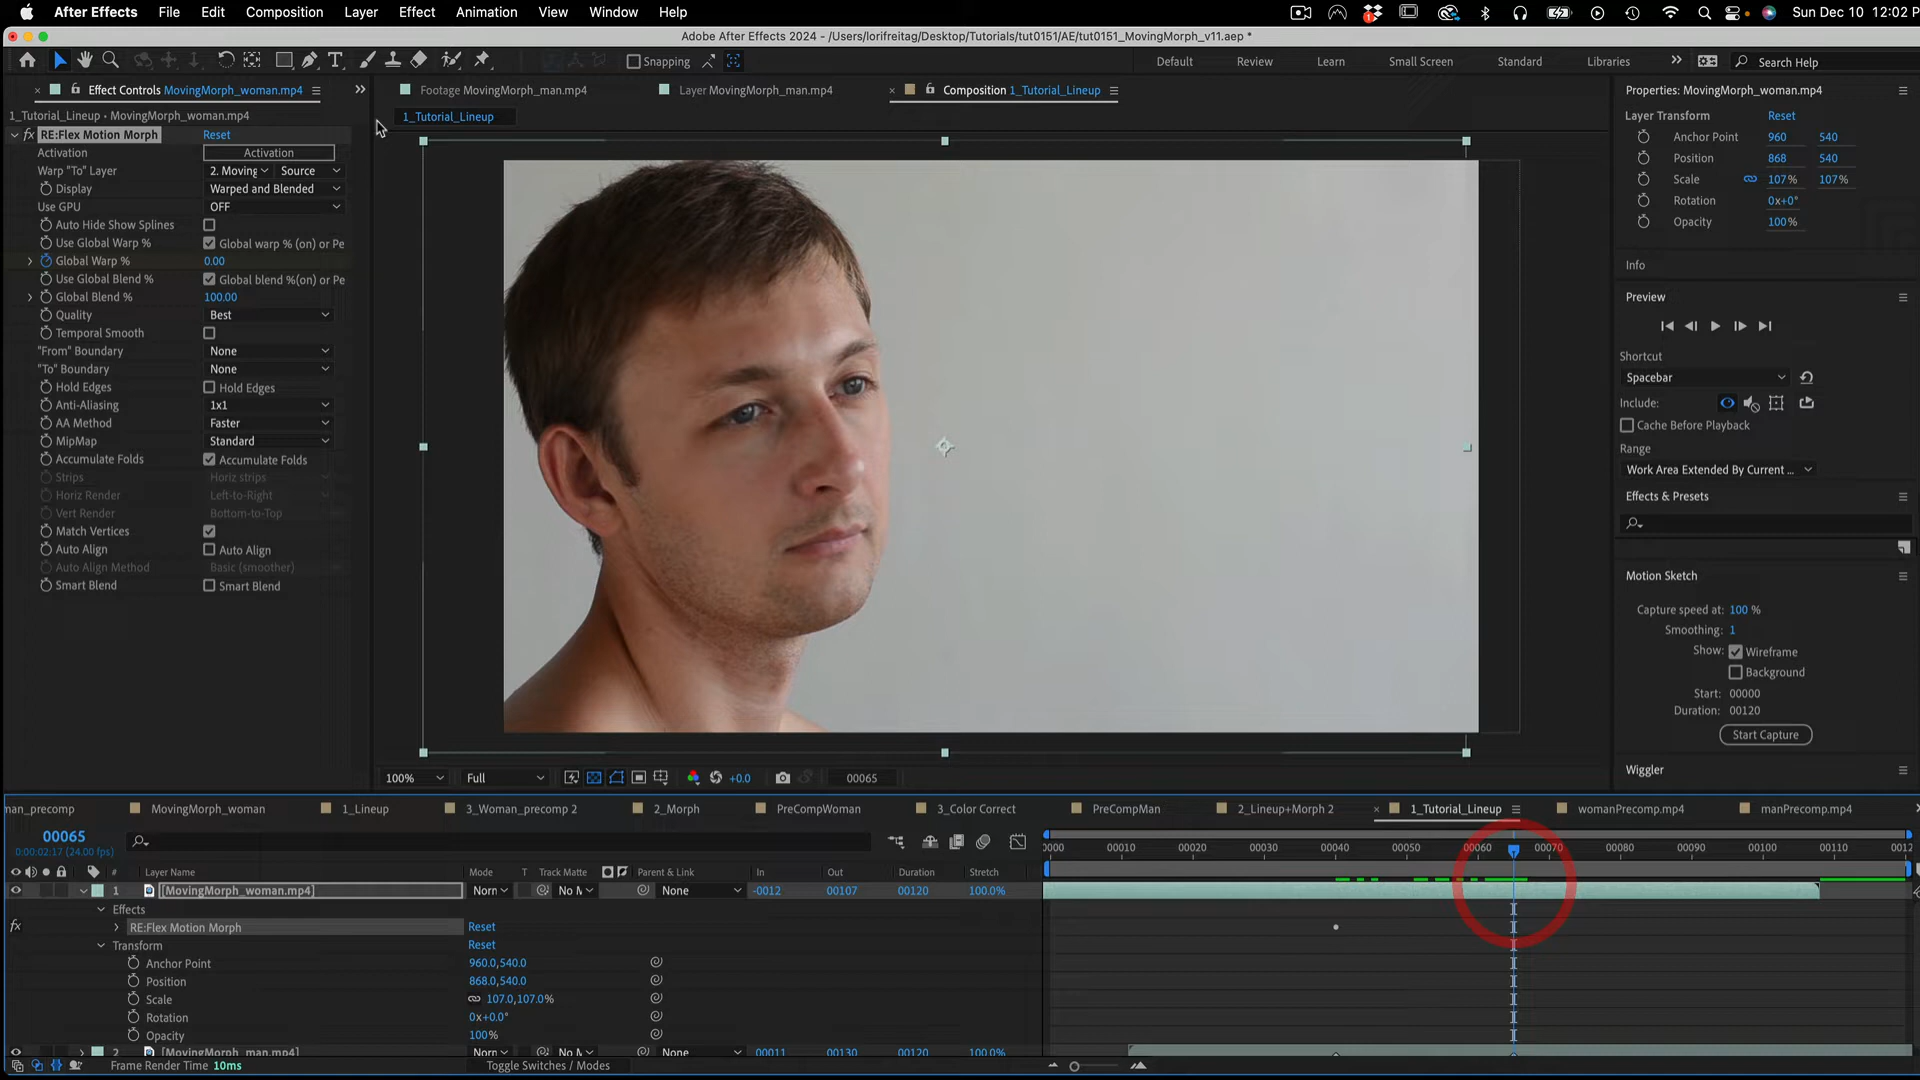 After Effects File Edit Composition Layer Effect Animation View Window Help Sun Dec 10 12:02 P
Adobe After Effects 2024 - /Users/lorifreitag/Desktop/Tutorials/tut0151/AE/tut0151_MovingMorph_v11.aep *
Snapping Default Review Learn Small Screen Standard Libraries Search Help
Effect Controls MovingMorph_woman.mp4 Footage MovingMorph_man.mp4 Layer MovingMorph_man.mp4 Composition 1_Tutorial_Lineup Properties: MovingMorph_woman.mp4
1_Tutorial_Lineup • MovingMorph_woman.mp4 1_Tutorial_Lineup Layer Transform Reset
fx RE:Flex Motion Morph Reset Anchor Point 960 540
Activation Activation
Warp "To" Layer 2. Moving Source Position 868 540
Display Warped and Blended Scale 107% 107%
Use GPU OFF Rotation 0x+0°
Auto Hide Show Splines Opacity 100%
Use Global Warp % Global warp % (on) or Pe
Global Warp % 0.00 Info
Use Global Blend % Global blend %(on) or Pe
Global Blend % 100.00 Preview
Quality Best
Temporal Smooth
"From" Boundary None Shortcut
"To" Boundary None Spacebar
Hold Edges Hold Edges
Anti-Aliasing 1x1 Include:
AA Method Faster Cache Before Playback
MipMap Standard Range
Accumulate Folds Accumulate Folds Work Area Extended By Current ...
Strips Horiz strips
Horiz Render Left-to-Right Effects & Presets
Vert Render Bottom-to-Top
Match Vertices
Auto Align Auto Align
Auto Align Method Basic (smoother)
Smart Blend Smart Blend Motion Sketch
Capture speed at: 100 %
Smoothing: 1
Show: Wireframe
Background
Start: 00000
Duration: 00120
Start Capture
Wiggler
100% Full +0.0 00065
man_precomp MovingMorph_woman 1_Lineup 3_Woman_precomp 2 2_Morph PreCompWoman 3_Color Correct PreCompMan 2_Lineup+Morph 2 1_Tutorial_Lineup womanPrecomp.mp4 manPrecomp.mp4
00065
0:00:02:17 (24.00 fps) 0000 00010 00020 00030 00040 00050 00060 00070 00080 00090 00100 00110 0012
# Layer Name Mode T Track Matte Parent & Link In Out Duration Stretch
1 [MovingMorph_woman.mp4] Norn No M None -0012 00107 00120 100.0%
Effects
fx RE:Flex Motion Morph Reset
Transform Reset
Anchor Point 960.0,540.0
Position 868.0,540.0
Scale 107.0,107.0%
Rotation 0x+0.0°
Opacity 100%
2 [MovingMorph_man.mp4] Norn No M None 00011 00130 00120 100.0%
Frame Render Time 10ms Toggle Switches / Modes